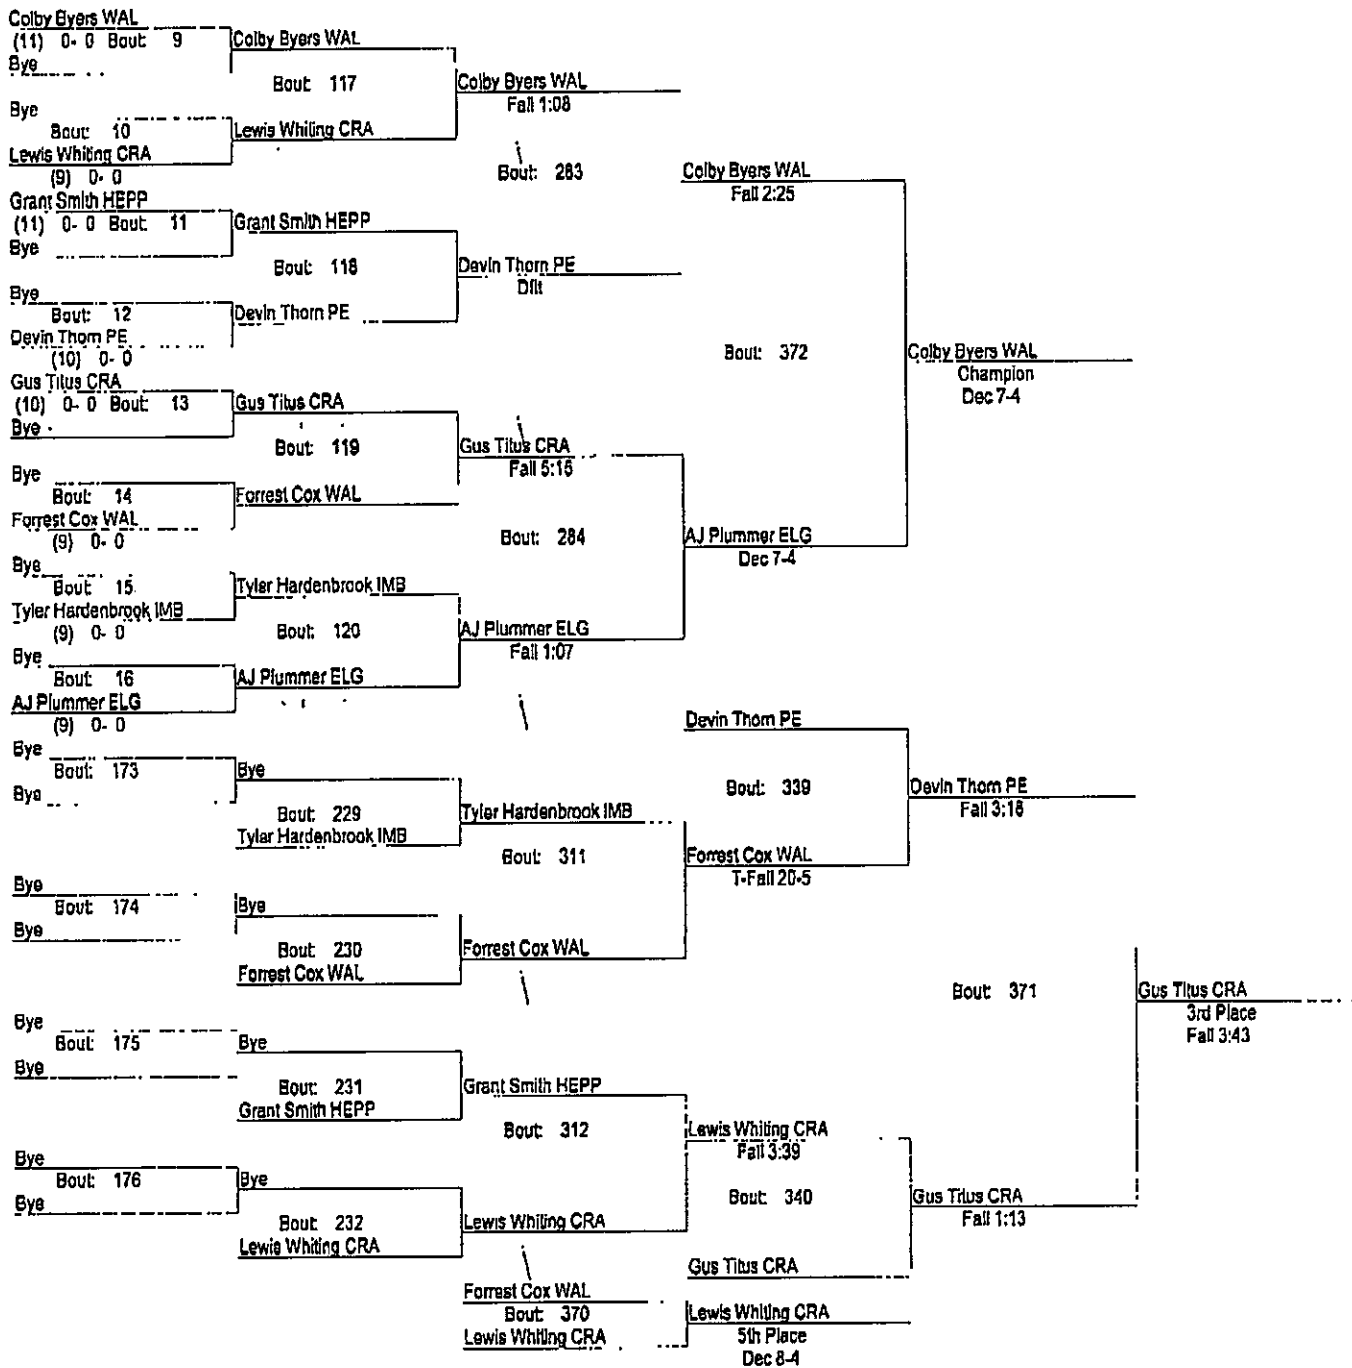 Colby Byers WAL
(11) 0- 0 Bout: 9
Bye
Bye
Bout: 10
Lewis Whiting CRA
(9) 0- 0
Grant Smith HEPP
(11) 0- 0 Bout: 11
Bye
Bye
Bout: 12
Devin Thorn PE
(10) 0- 0
Gus Titus CRA
(10) 0- 0 Bout: 13
Bye
Bye
Bout: 14
Forrest Cox WAL
(9) 0- 0
Bye
Bout: 15
Tyler Hardenbrook IMB
(9) 0- 0
Bye
Bout: 16
AJ Plummer ELG
(9) 0- 0
Colby Byers WAL
Bout: 117
Lewis Whiting CRA
Grant Smith HEPP
Bout: 118
Devin Thorn PE
Gus Titus CRA
Bout: 119
Forrest Cox WAL
Tyler Hardenbrook IMB
Bout: 120
AJ Plummer ELG
Colby Byers WAL
Fall 1:08
Bout: 283
Devin Thorn PE
Dflt
Gus Titus CRA
Fall 5:15
Bout: 284
AJ Plummer ELG
Fall 1:07
Colby Byers WAL
Fall 2:25
Bout: 372
AJ Plummer ELG
Dec 7-4
Colby Byers WAL
Champion
Dec 7-4
Bye
Bout: 173
Bye
Bye
Bout: 174
Bye
Bye
Bout: 175
Bye
Bye
Bout: 176
Bye
Bye
Bout: 229
Tyler Hardenbrook IMB
Bye
Bout: 230
Forrest Cox WAL
Bye
Bout: 231
Grant Smith HEPP
Bye
Bout: 232
Lewis Whiting CRA
Tyler Hardenbrook IMB
Bout: 311
Forrest Cox WAL
Grant Smith HEPP
Bout: 312
Lewis Whiting CRA
Devin Thorn PE
Bout: 339
Forrest Cox WAL
T-Fall 20-5
Lewis Whiting CRA
Fall 3:39
Bout: 340
Gus Titus CRA
Devin Thorn PE
Fall 3:18
Bout: 371
Gus Titus CRA
Fall 1:13
Gus Titus CRA
3rd Place
Fall 3:43
Forrest Cox WAL
Bout: 370
Lewis Whiting CRA
Lewis Whiting CRA
5th Place
Dec 8-4